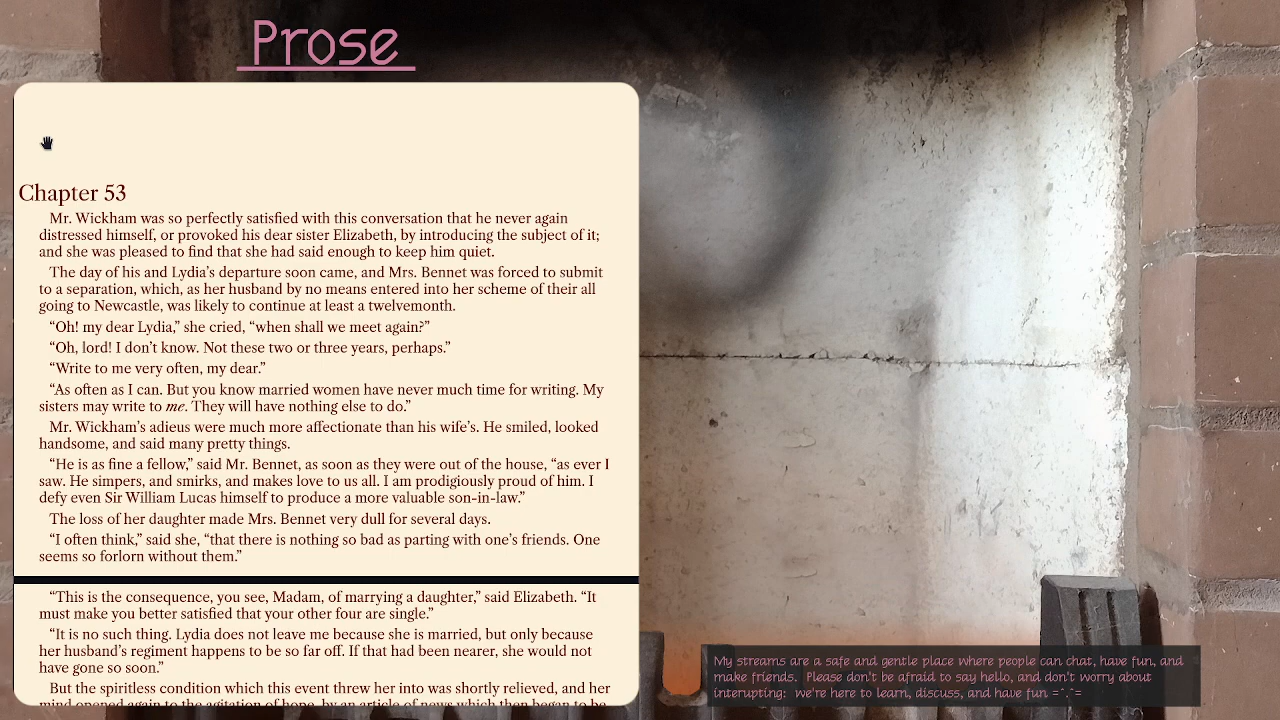 Prose
Chapter 53
Mr. Wickham was so perfectly satisfied with this conversation that he never again
distressed himself, or provoked his dear sister Elizabeth, by introducing the subject of it;
and she was pleased to find that she had said enough to keep him quiet.
The day of his and Lydia’s departure soon came, and Mrs. Bennet was forced to submit
to a separation, which, as her husband by no means entered into her scheme of their all
going to Newcastle, was likely to continue at least a twelvemonth.
“Oh! my dear Lydia,” she cried, “when shall we meet again?”
“Oh, lord! I don’t know. Not these two or three years, perhaps.”
“Write to me very often, my dear.”
“As often as I can. But you know married women have never much time for writing. My
sisters may write to me. They will have nothing else to do.”
Mr. Wickham’s adieus were much more affectionate than his wife’s. He smiled, looked
handsome, and said many pretty things.
“He is as fine a fellow,” said Mr. Bennet, as soon as they were out of the house, “as ever I
saw. He simpers, and smirks, and makes love to us all. I am prodigiously proud of him. I
defy even Sir William Lucas himself to produce a more valuable son-in-law.”
The loss of her daughter made Mrs. Bennet very dull for several days.
“I often think,” said she, “that there is nothing so bad as parting with one’s friends. One
seems so forlorn without them.”
“This is the consequence, you see, Madam, of marrying a daughter,” said Elizabeth. “It
must make you better satisfied that your other four are single.”
“It is no such thing. Lydia does not leave me because she is married, but only because
her husband’s regiment happens to be so far off. If that had been nearer, she would not
have gone so soon.”
But the spiritless condition which this event threw her into was shortly relieved, and her
mind opened again to the agitation of hope, by an article of news which then began to be
My streams are a safe and gentle place where people can chat, have fun, and
make friends. Please don't be afraid to say hello, and don't worry about
interupting: we're here to learn, discuss, and have fun =^.^=